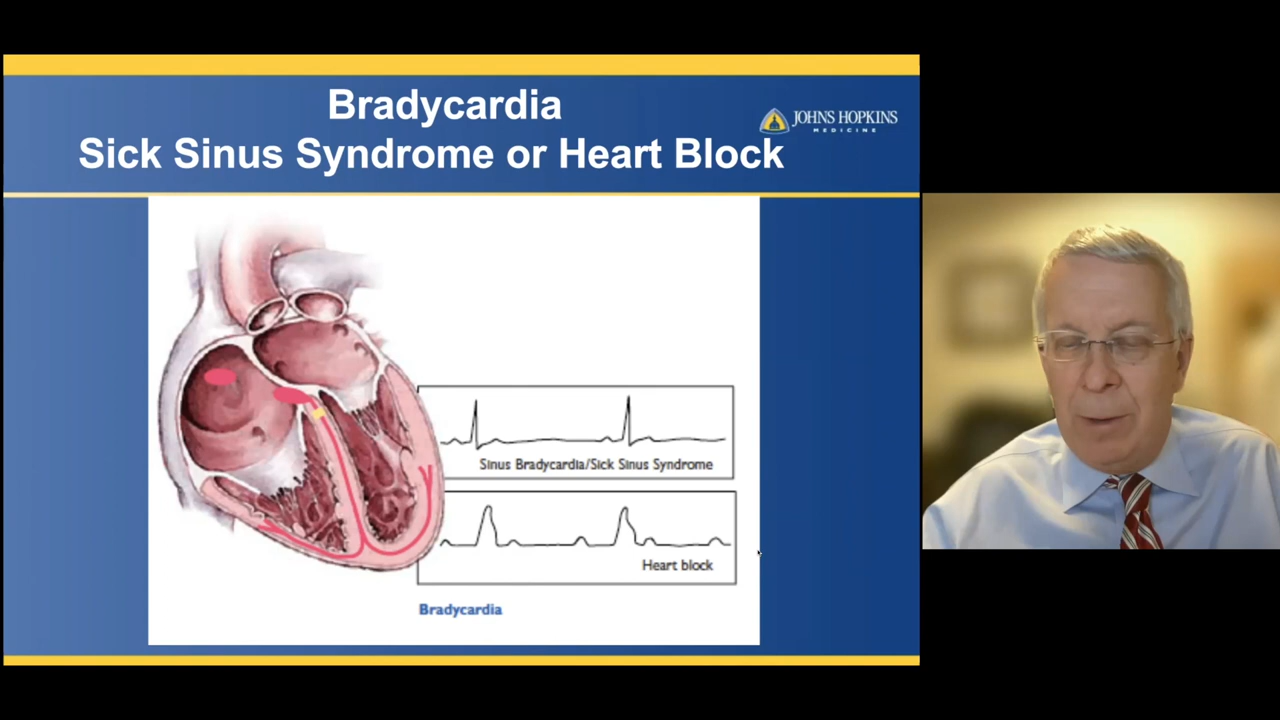 Bradycardia
Sick Sinus Syndrome or Heart Block
JOHNS HOPKINS
MEDICINE
Sinus Bradycardia/Sick Sinus Syndrome
Heart block
Bradycardia